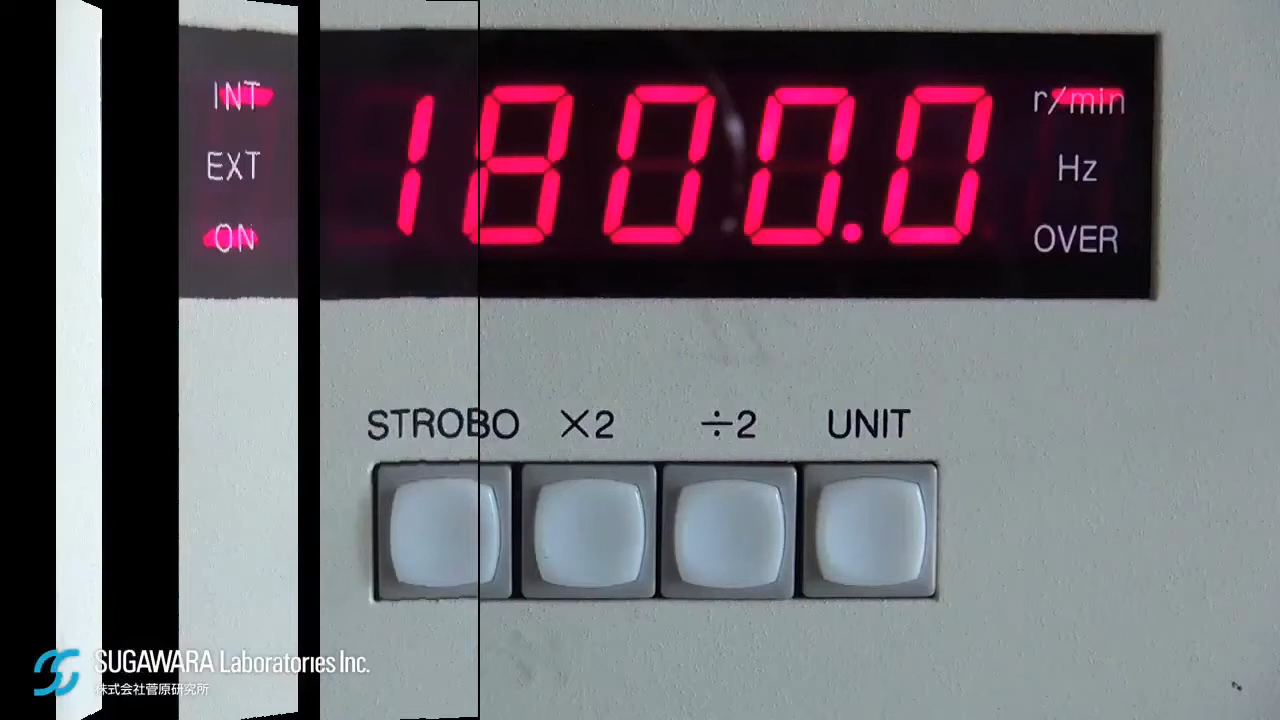 INT
1800.0
r/min
EXT
Hz
ON
OVER
STROBO ×2 ÷2 UNIT
SUGAWARA Laboratories Inc.
株式会社菅原研究所